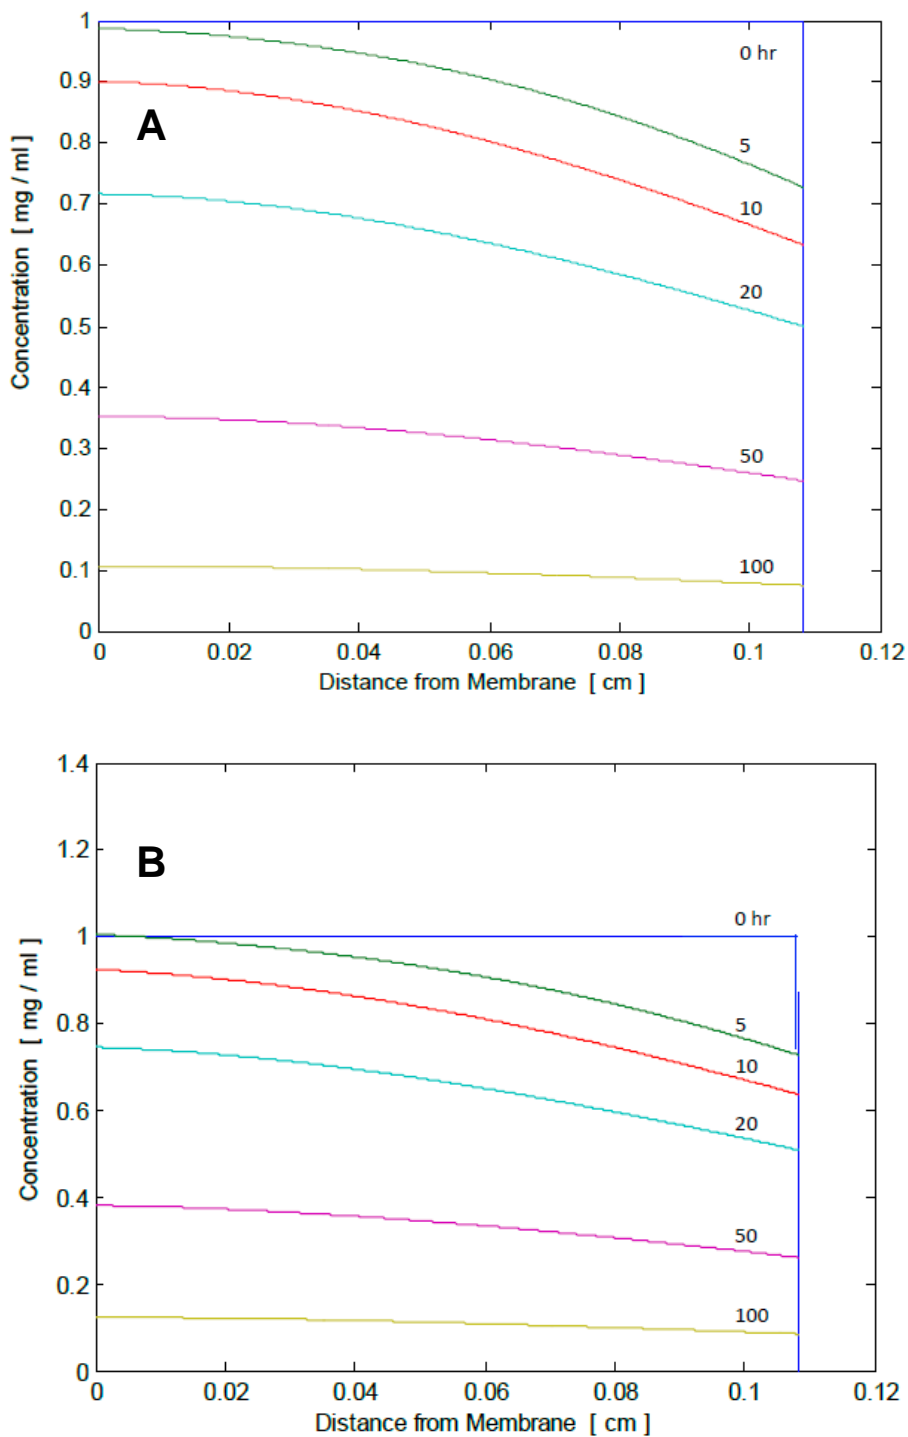 1
0 hr
0.9
A
0.8
5
0.7
10
0.6
20
0.5
0.4
0.3
50
0.2
0.1
100
0
0 0.02 0.04 0.06 0.08 0.1 0.12
Concentration [ mg / ml ]
Distance from Membrane [ cm ]
1.4
1.2
B
0 hr
1
5
0.8
10
0.6
20
0.4
50
0.2
100
0
0 0.02 0.04 0.06 0.08 0.1 0.12
Concentration [ mg / ml ]
Distance from Membrane [ cm ]